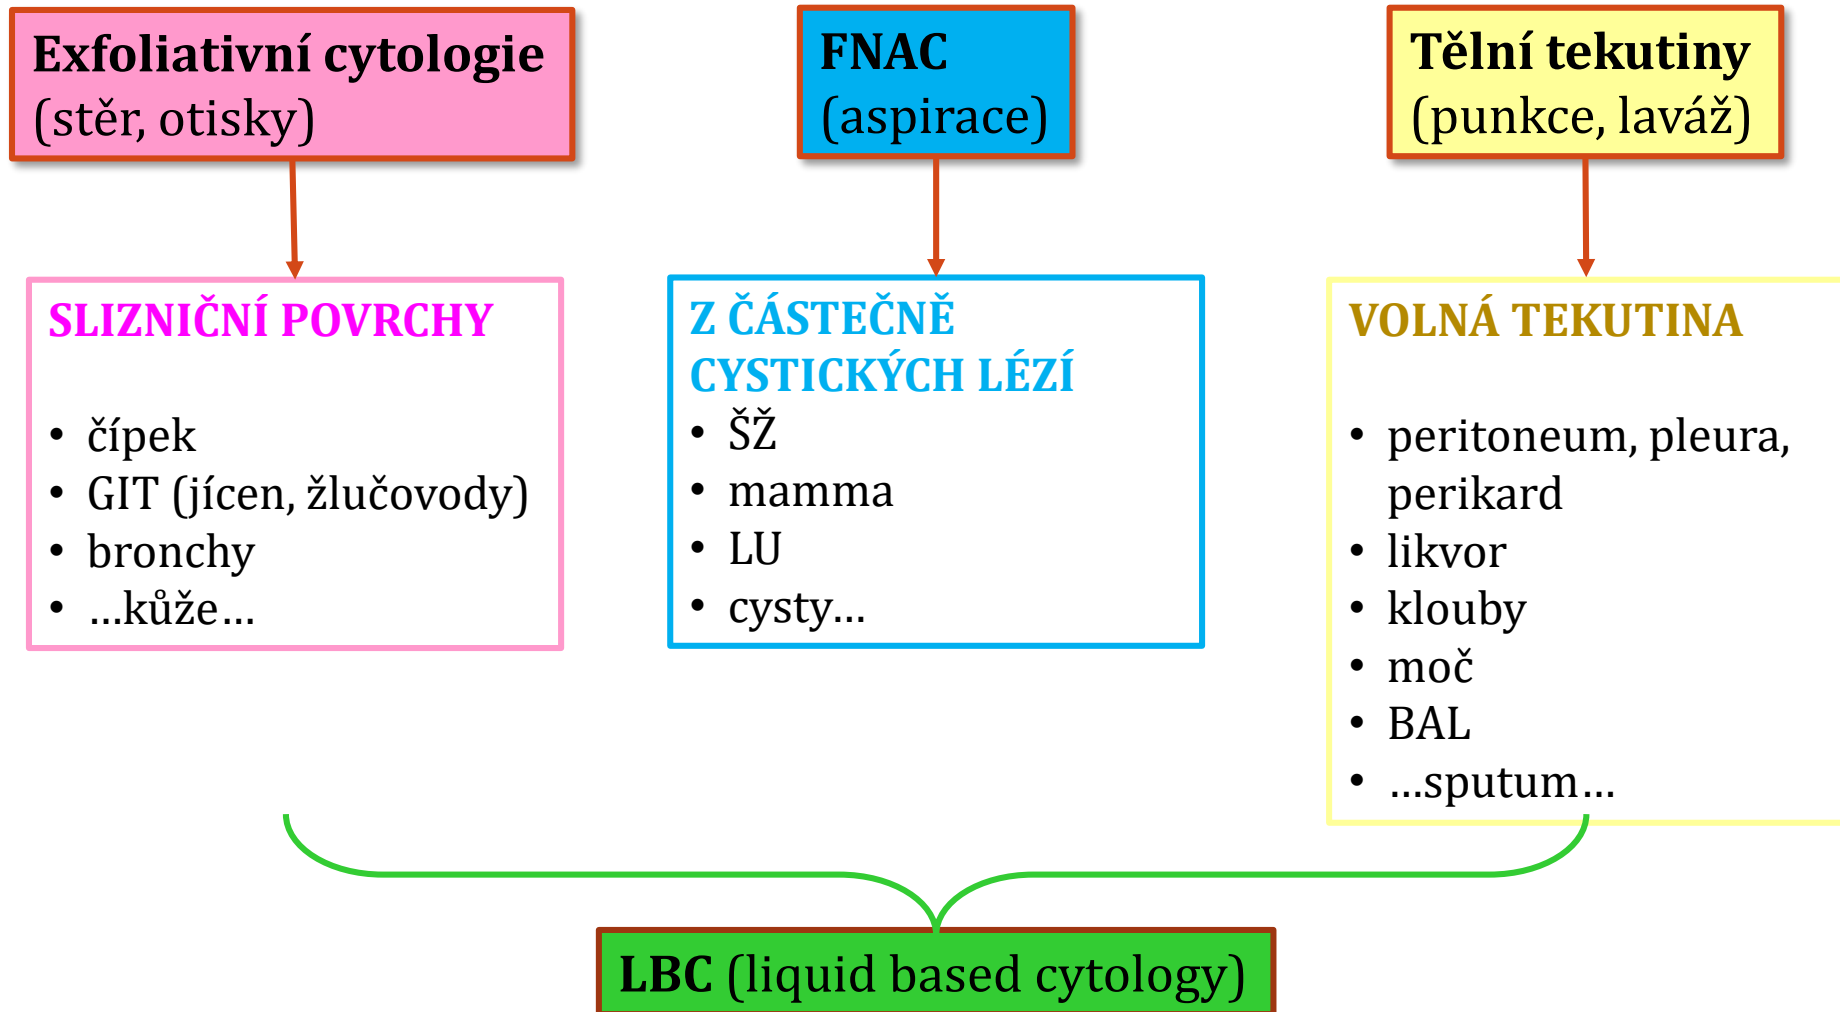 Exfoliativní cytologie
(stěr, otisky)
FNAC
(aspirace)
Tělní tekutiny
(punkce, laváž)
SLIZNIČNÍ POVRCHY
• čípek
• GIT (jícen, žlučovody)
• bronchy
• …kůže…
Z ČÁSTEČNĚ
CYSTICKÝCH LÉZÍ
• ŠŽ
• mamma
• LU
• cysty…
VOLNÁ TEKUTINA
• peritoneum, pleura,
perikard
• likvor
• klouby
• moč
• BAL
• …sputum…
LBC (liquid based cytology)